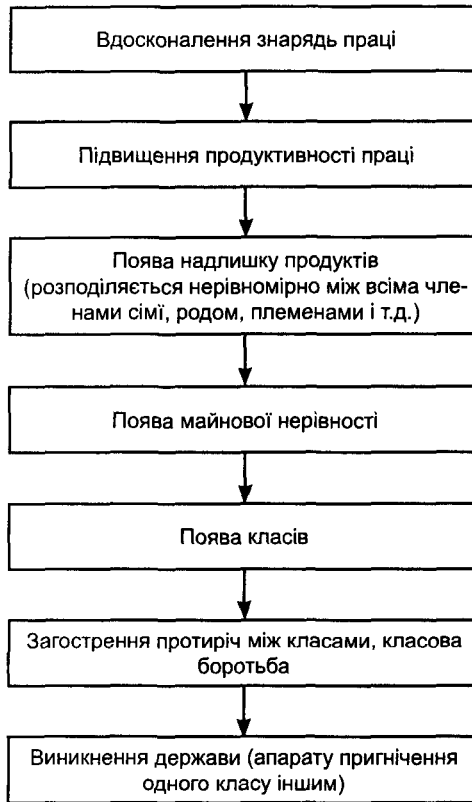 Вдосконалення знарядь праці
Підвищення продуктивності праці
Поява надлишку продуктів
(розподіляється нерівномірно між всіма чле-
нами сімї, родом, племенами і т.д.)
Поява майнової нерівності
Поява класів
Загострення протиріч між класами, класова
боротьба
Виникнення держави (апарату пригнічення
одного класу іншим)